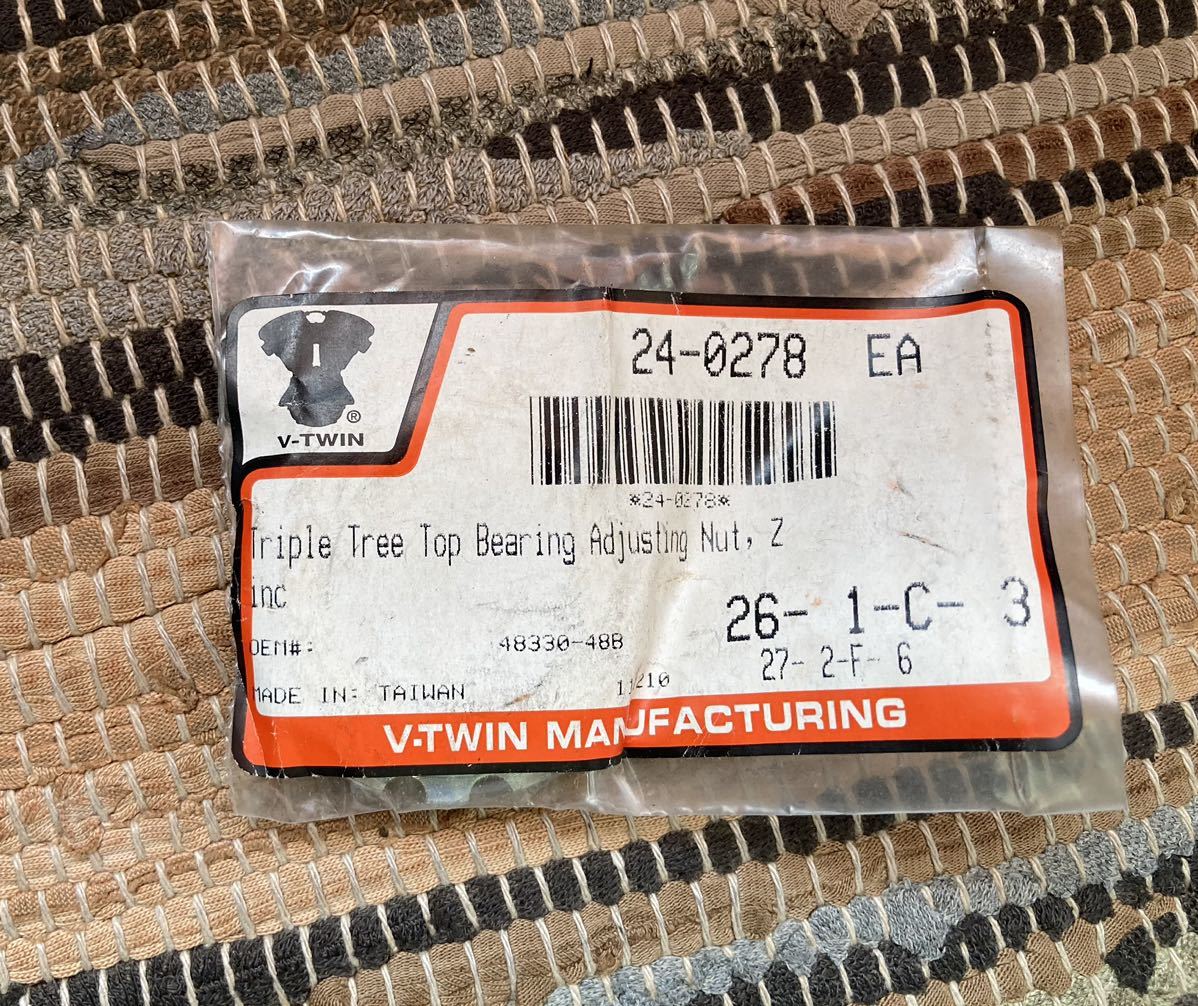 24-0278 EA
®
V-TWIN
*24-0278*
Triple Tree Top Bearing Adjusting Nut, Z
inc
26- 1-C- 3
OEM#: 48330-48B
27- 2-F- 6
MADE IN: TAIWAN
V-TWIN MANUFACTURING